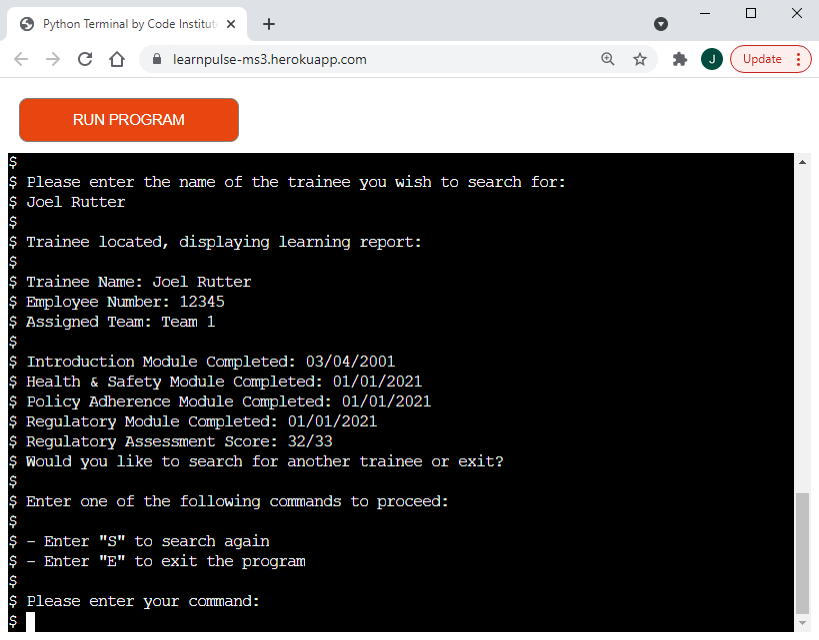 Python Terminal by Code Institut
learnpulse-ms3.herokuapp.com
J
Update
RUN PROGRAM
$
$ Please enter the name of the trainee you wish to search for:
$ Joel Rutter
$
$ Trainee located, displaying learning report:
$
$ Trainee Name: Joel Rutter
$ Employee Number: 12345
$ Assigned Team: Team 1
$
$ Introduction Module Completed: 03/04/2001
$ Health & Safety Module Completed: 01/01/2021
$ Policy Adherence Module Completed: 01/01/2021
$ Regulatory Module Completed: 01/01/2021
$ Regulatory Assessment Score: 32/33
$ Would you like to search for another trainee or exit?
$
$ Enter one of the following commands to proceed:
$
$ - Enter "S" to search again
$ - Enter "E" to exit the program
$
$ Please enter your command:
$